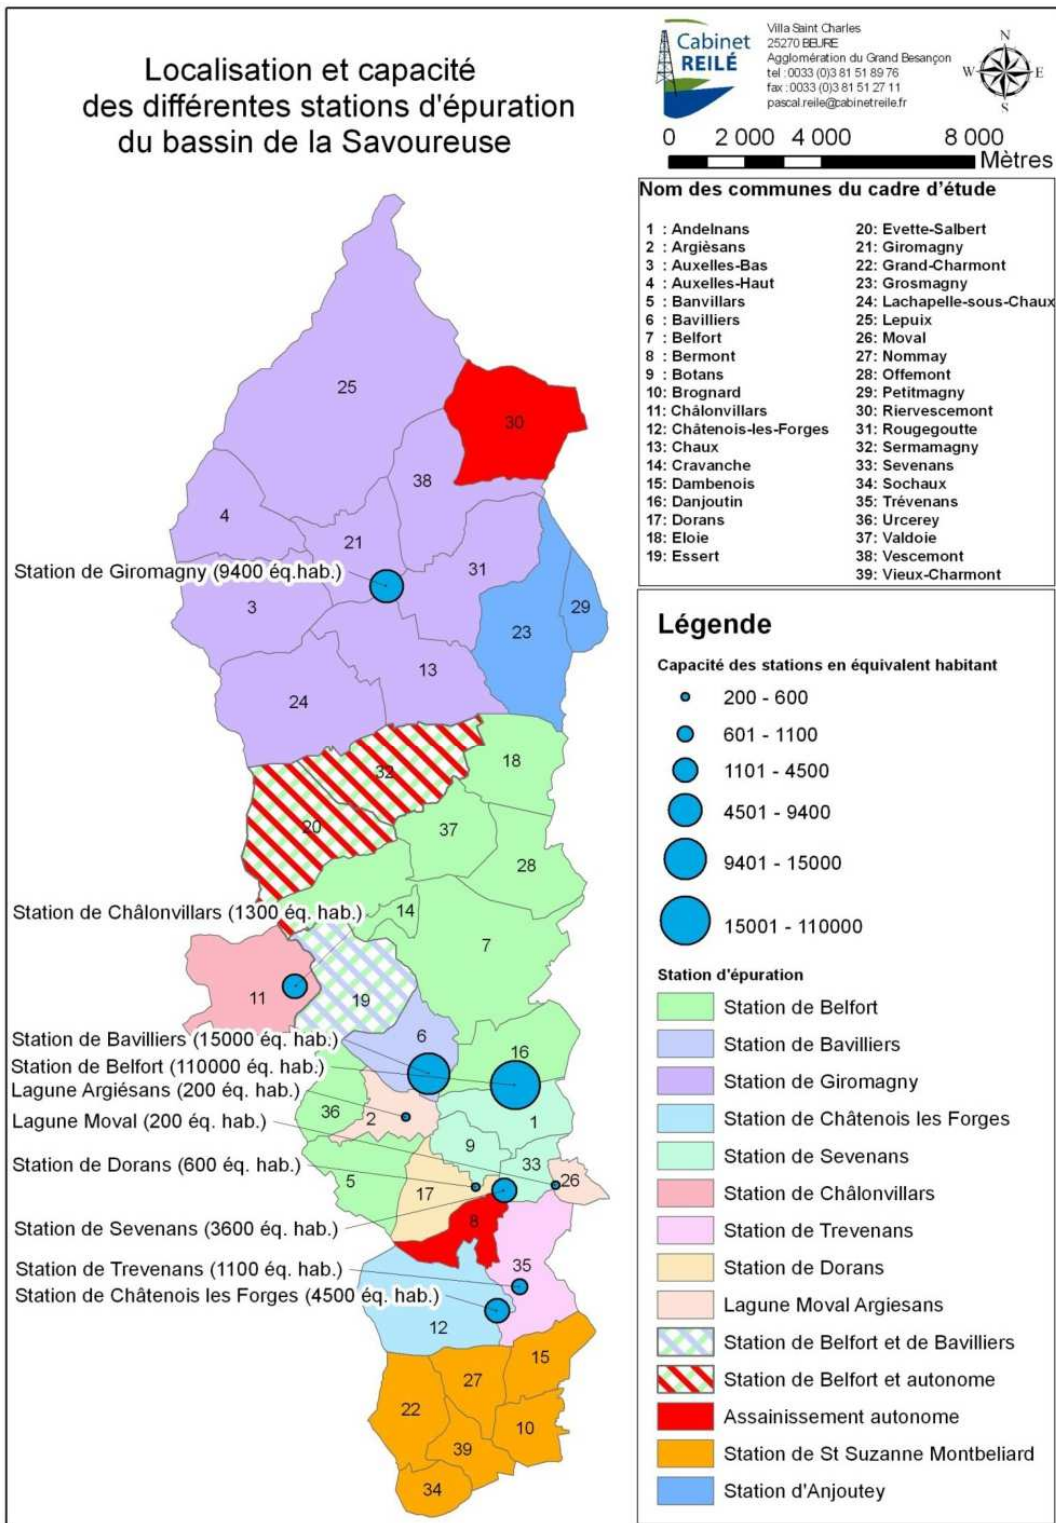 Localisation et capacité
des différentes stations d'épuration
du bassin de la Savoureuse
Cabinet
REILÉ
Villa Saint Charles
25270 BEURE
Agglomération du Grand Besançon
tel : 0033 (0)3 81 51 89 76
fax : 0033 (0)3 81 51 27 11
pascal.reile@cabinetreile.fr
N
W E
S
0 2 000 4 000 8 000
Mètres
Nom des communes du cadre d'étude
1 : Andelnans
2 : Argièsans
3 : Auxelles-Bas
4 : Auxelles-Haut
5 : Banvillars
6 : Bavilliers
7 : Belfort
8 : Bermont
9 : Botans
10: Brognard
11: Châlonvillars
12: Châtenois-les-Forges
13: Chaux
14: Cravanche
15: Dambenois
16: Danjoutin
17: Dorans
18: Eloie
19: Essert
20: Evette-Salbert
21: Giromagny
22: Grand-Charmont
23: Grosmagny
24: Lachapelle-sous-Chaux
25: Lepuix
26: Moval
27: Nommay
28: Offemont
29: Petitmagny
30: Riervescemont
31: Rougegoutte
32: Sermamagny
33: Sevenans
34: Sochaux
35: Trévenans
36: Urcerey
37: Valdoie
38: Vescemont
39: Vieux-Charmont
25
30
38
4
21
31
Station de Giromagny (9400 éq.hab.)
3
29
23
13
24
18
32
20
37
28
Station de Châlonvillars (1300 éq. hab.)
14
7
11
19
Station de Bavilliers (15000 éq. hab.)
6
16
Station de Belfort (110000 éq. hab.)
Lagune Argiésans (200 éq. hab.)
36
2
1
Lagune Moval (200 éq. hab.)
9
33
Station de Dorans (600 éq. hab.)
5
17
26
Station de Sevenans (3600 éq. hab.)
8
Station de Trevenans (1100 éq. hab.)
35
Station de Châtenois les Forges (4500 éq. hab.)
12
15
27
22
10
39
34
Légende
Capacité des stations en équivalent habitant
200 - 600
601 - 1100
1101 - 4500
4501 - 9400
9401 - 15000
15001 - 110000
Station d'épuration
Station de Belfort
Station de Bavilliers
Station de Giromagny
Station de Châtenois les Forges
Station de Sevenans
Station de Châlonvillars
Station de Trevenans
Station de Dorans
Lagune Moval Argiesans
Station de Belfort et de Bavilliers
Station de Belfort et autonome
Assainissement autonome
Station de St Suzanne Montbeliard
Station d'Anjoutey